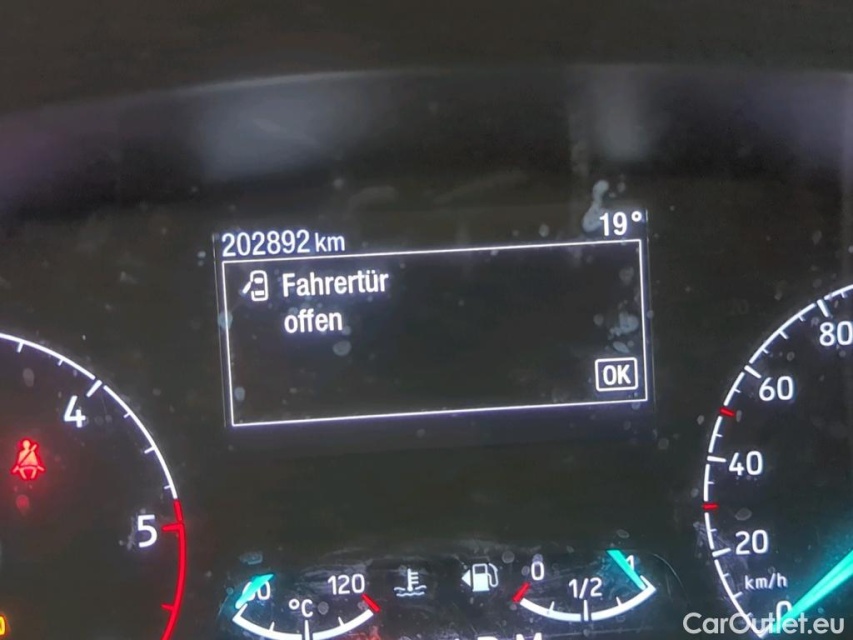 202892 km
19°
Fahrertür
offen
OK
4
5
80
60
40
20
km/h
0
120
°C
0
1/2
1
CarOutlet.eu